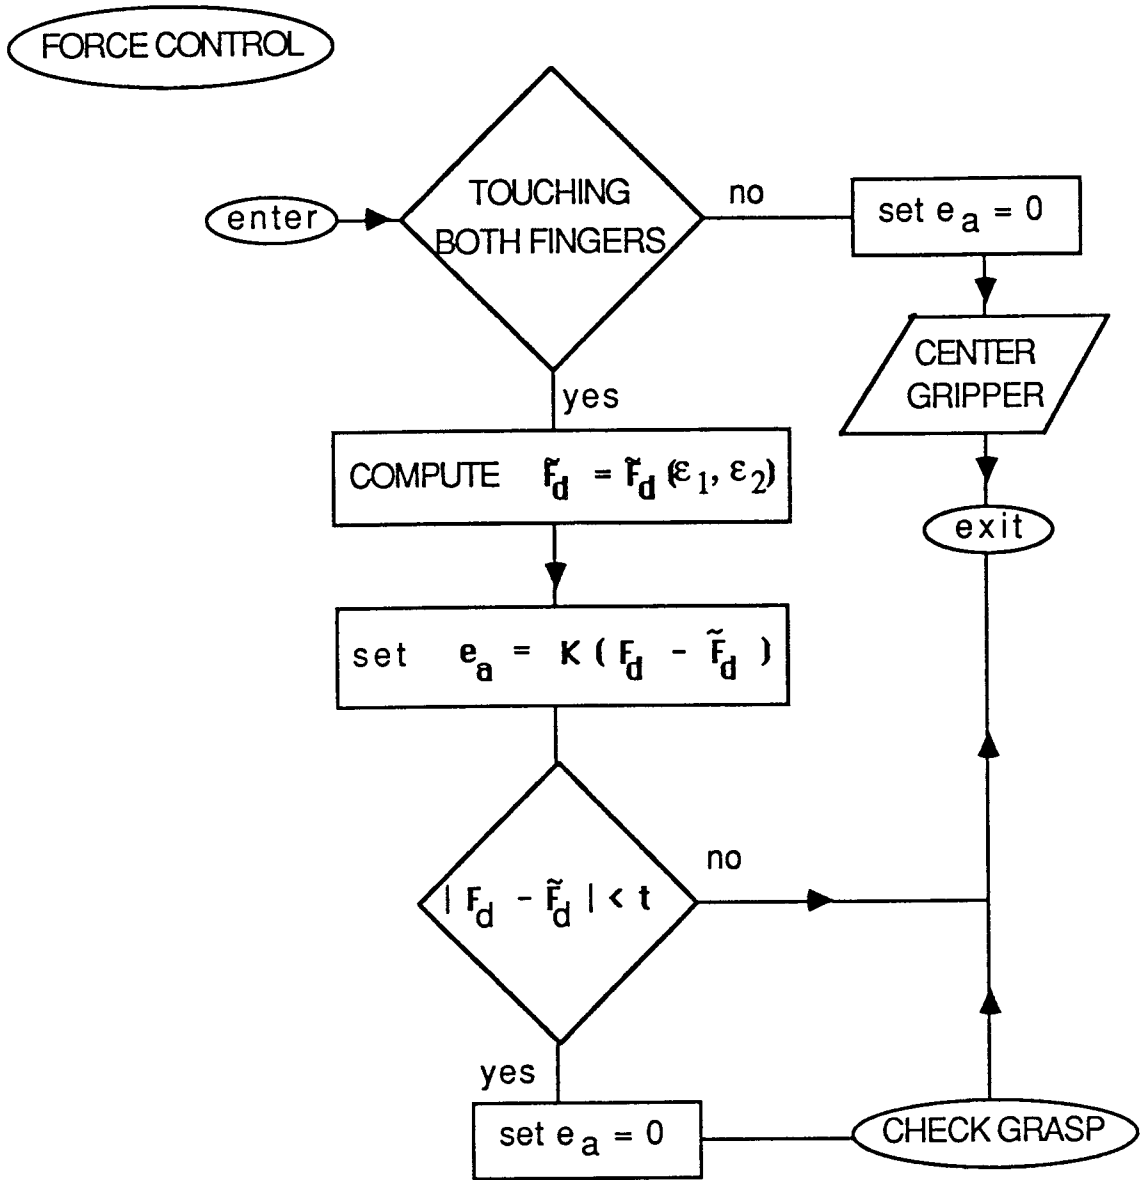 FORCE CONTROL
enter
TOUCHING
BOTH FINGERS
no
set e_a = 0
CENTER
GRIPPER
exit
yes
COMPUTE F̃_d = F̃_d (ε_1, ε_2)
set e_a = K ( F_d - F̃_d )
| F_d - F̃_d | < t
no
yes
set e_a = 0
CHECK GRASP